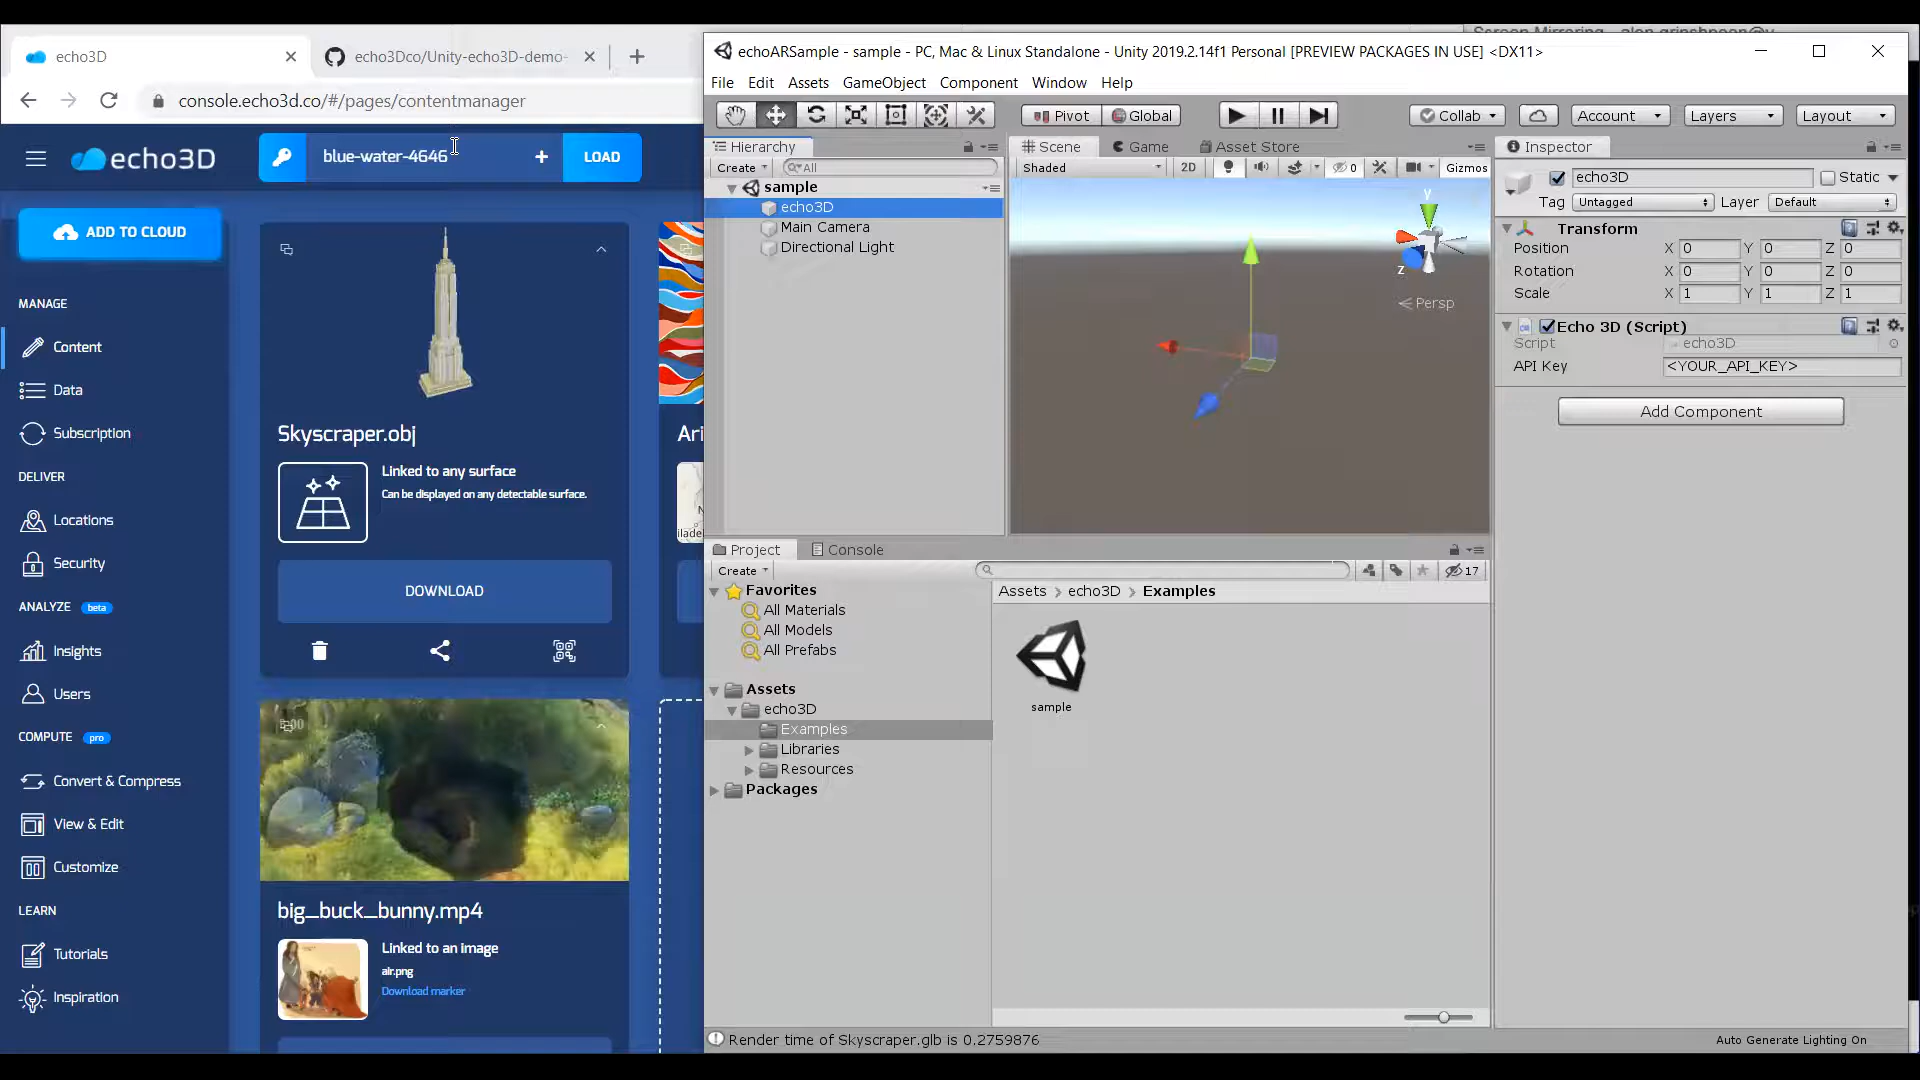 echo3D
echo3Dco/Unity-echo3D-demo-
console.echo3d.co/#/pages/contentmanager
echo3D
blue-water-4646
LOAD
ADD TO CLOUD
MANAGE
Content
Data
Subscription
DELIVER
Locations
Security
ANALYZE beta
Insights
Users
COMPUTE pro
Convert & Compress
View & Edit
Customize
LEARN
Tutorials
Inspiration
Skyscraper.obj
Linked to any surface
Can be displayed on any detectable surface.
DOWNLOAD
Ari
big_buck_bunny.mp4
Linked to an image
air.png
Download marker
echoARSample - sample - PC, Mac & Linux Standalone - Unity 2019.2.14f1 Personal [PREVIEW PACKAGES IN USE] <DX11>
File Edit Assets GameObject Component Window Help
Pivot Global
Collab Account Layers Layout
Hierarchy
Create All
sample
echo3D
Main Camera
Directional Light
Scene Game Asset Store
Shaded 2D 0 Gizmos
y
z
Persp
Inspector
echo3D Static
Tag Untagged Layer Default
Transform
Position X 0 Y 0 Z 0
Rotation X 0 Y 0 Z 0
Scale X 1 Y 1 Z 1
Echo 3D (Script)
Script echo3D
API Key <YOUR_API_KEY>
Add Component
Project Console
Create 17
Favorites
All Materials
All Models
All Prefabs
Assets
echo3D
Examples
Libraries
Resources
Packages
Assets > echo3D > Examples
sample
Render time of Skyscraper.glb is 0.2759876
Auto Generate Lighting On